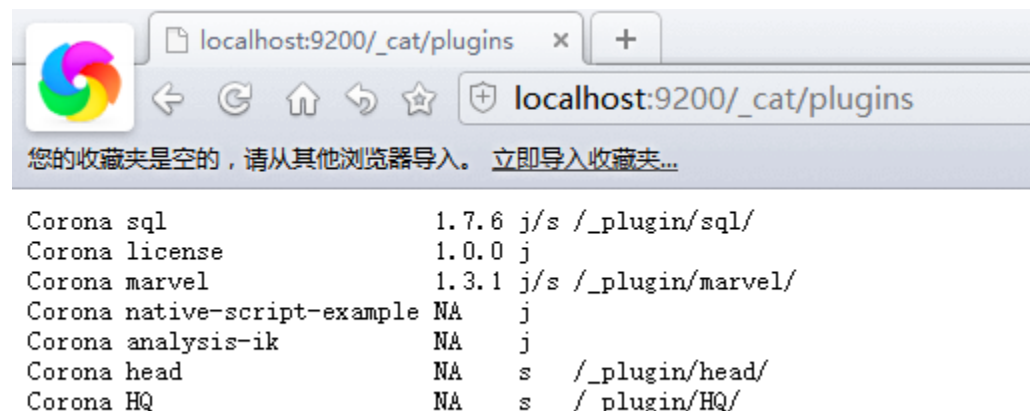 localhost:9200/_cat/plugins
localhost:9200/_cat/plugins
您的收藏夹是空的，请从其他浏览器导入。 立即导入收藏夹...
Corona sql 1.7.6 j/s /_plugin/sql/
Corona license 1.0.0 j
Corona marvel 1.3.1 j/s /_plugin/marvel/
Corona native-script-example NA j
Corona analysis-ik NA j
Corona head NA s /_plugin/head/
Corona HQ NA s /_plugin/HQ/